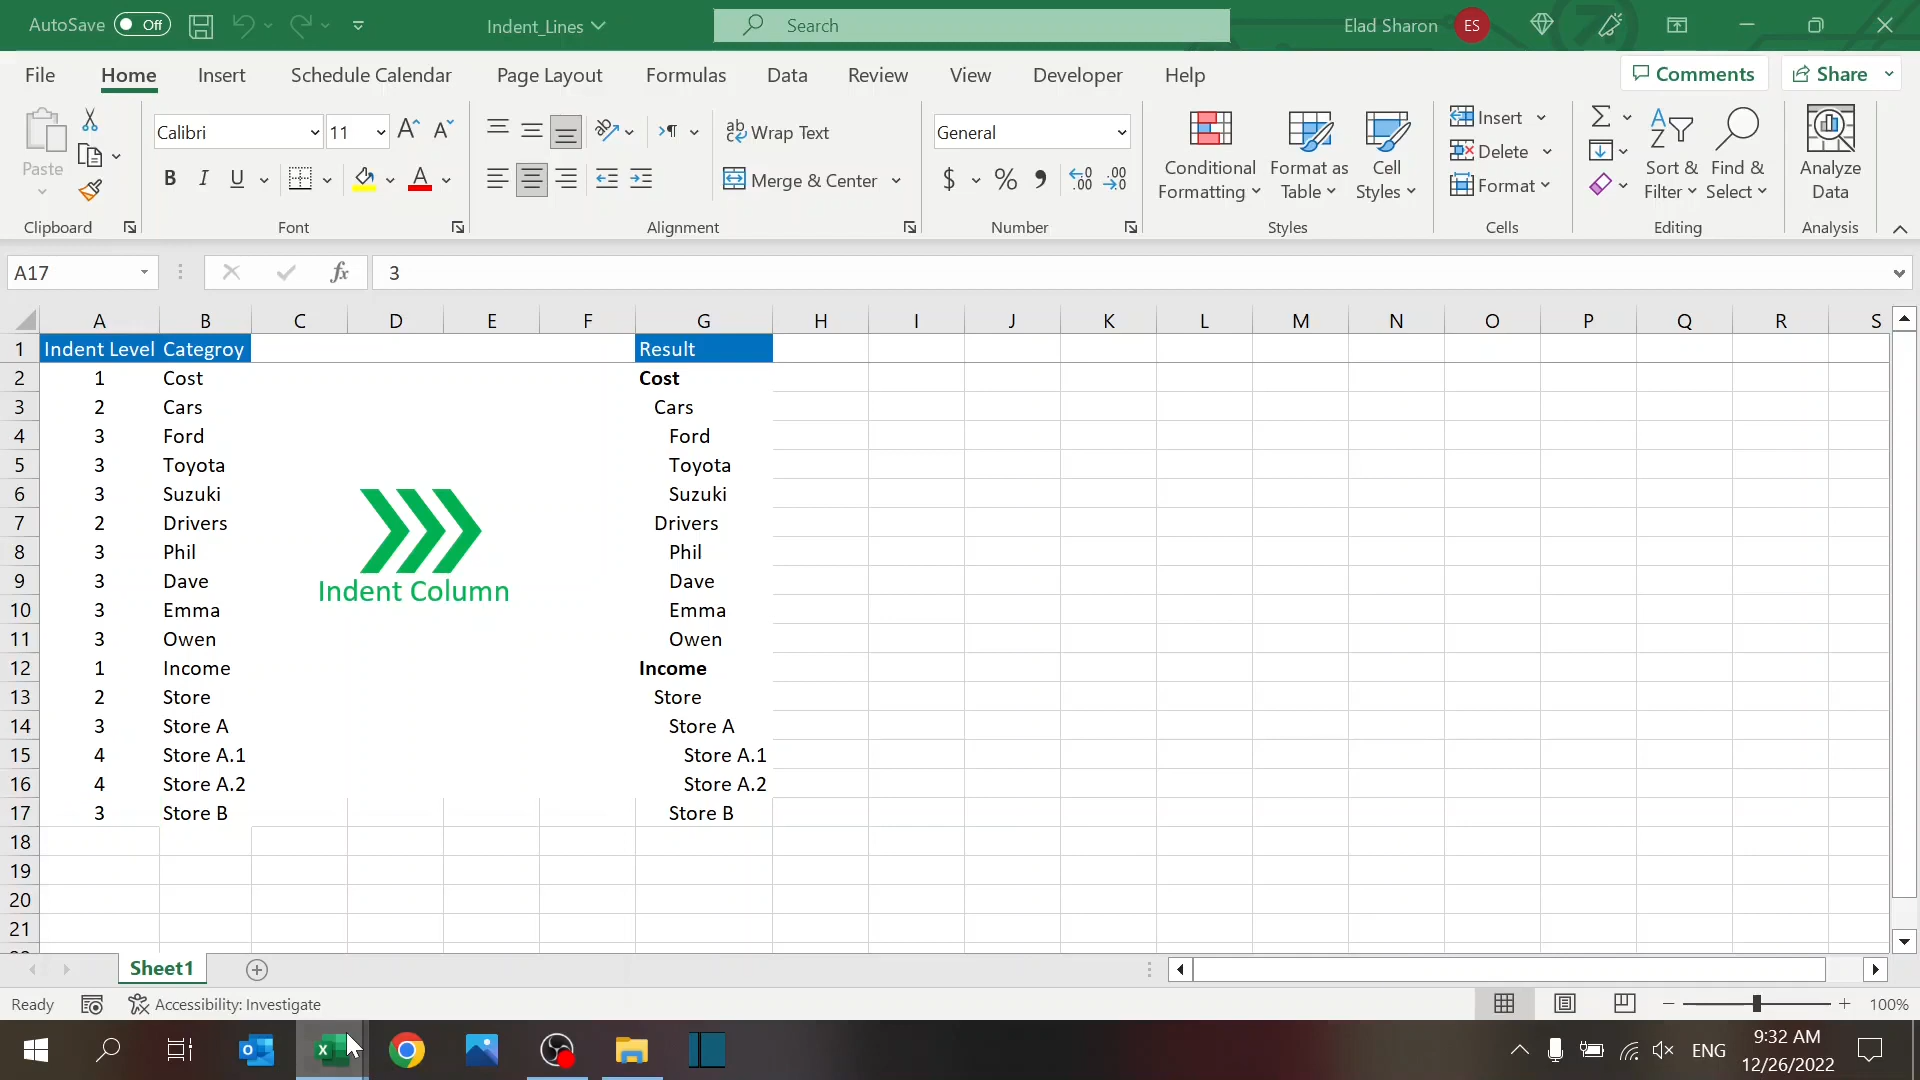 AutoSave Off Indent_Lines Search Elad Sharon ES
File Home Insert Schedule Calendar Page Layout Formulas Data Review View Developer Help Comments Share
Paste
Clipboard
Calibri 11
B I U A
Font
ab Wrap Text
Merge & Center
Alignment
General
$ % .00 .00
Number
Conditional Formatting
Format as Table
Cell Styles
Styles
Insert
Delete
Format
Cells
Sort & Filter
Find & Select
Editing
Analyze Data
Analysis
A17 fx 3
A B C D E F G H I J K L M N O P Q R S
1 Indent Level Categroy Result
2 1 Cost Cost
3 2 Cars Cars
4 3 Ford Ford
5 3 Toyota Toyota
6 3 Suzuki Suzuki
7 2 Drivers Drivers
8 3 Phil Phil
9 3 Dave Dave
10 3 Emma Emma
11 3 Owen Owen
12 1 Income Income
13 2 Store Store
14 3 Store A Store A
15 4 Store A.1 Store A.1
16 4 Store A.2 Store A.2
17 3 Store B Store B
18
19
20
21
Indent Column
Sheet1
Ready Accessibility: Investigate 100%
ENG 9:32 AM
12/26/2022